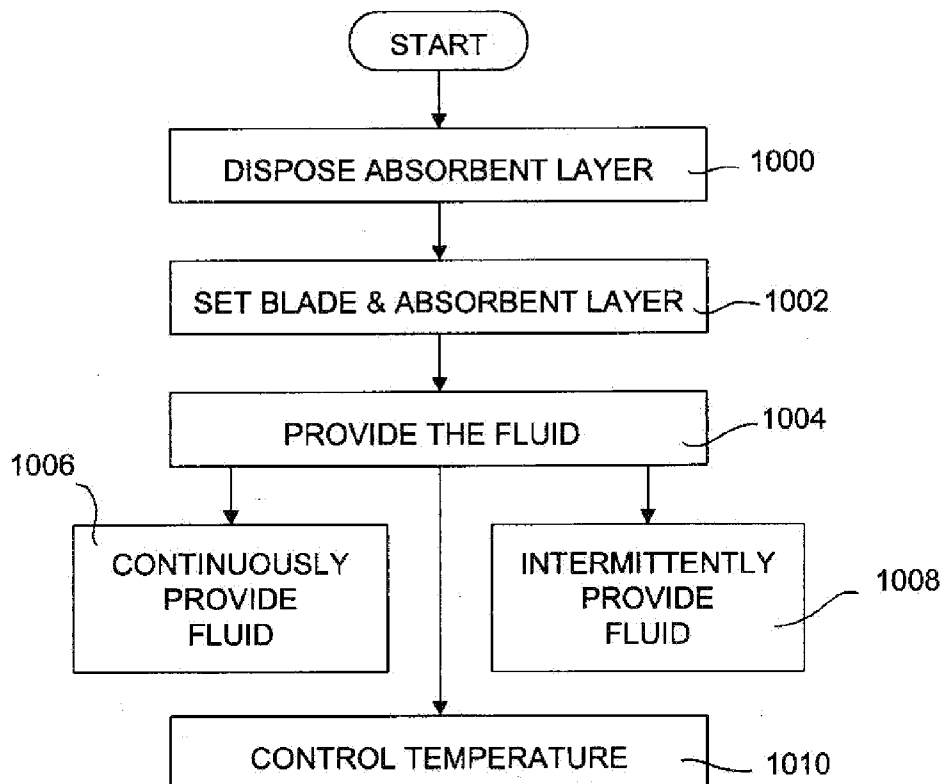 START
DISPOSE ABSORBENT LAYER
1000
SET BLADE & ABSORBENT LAYER
1002
PROVIDE THE FLUID
1004
1006
CONTINUOUSLY
PROVIDE
FLUID
INTERMITTENTLY
PROVIDE
FLUID
1008
CONTROL TEMPERATURE
1010